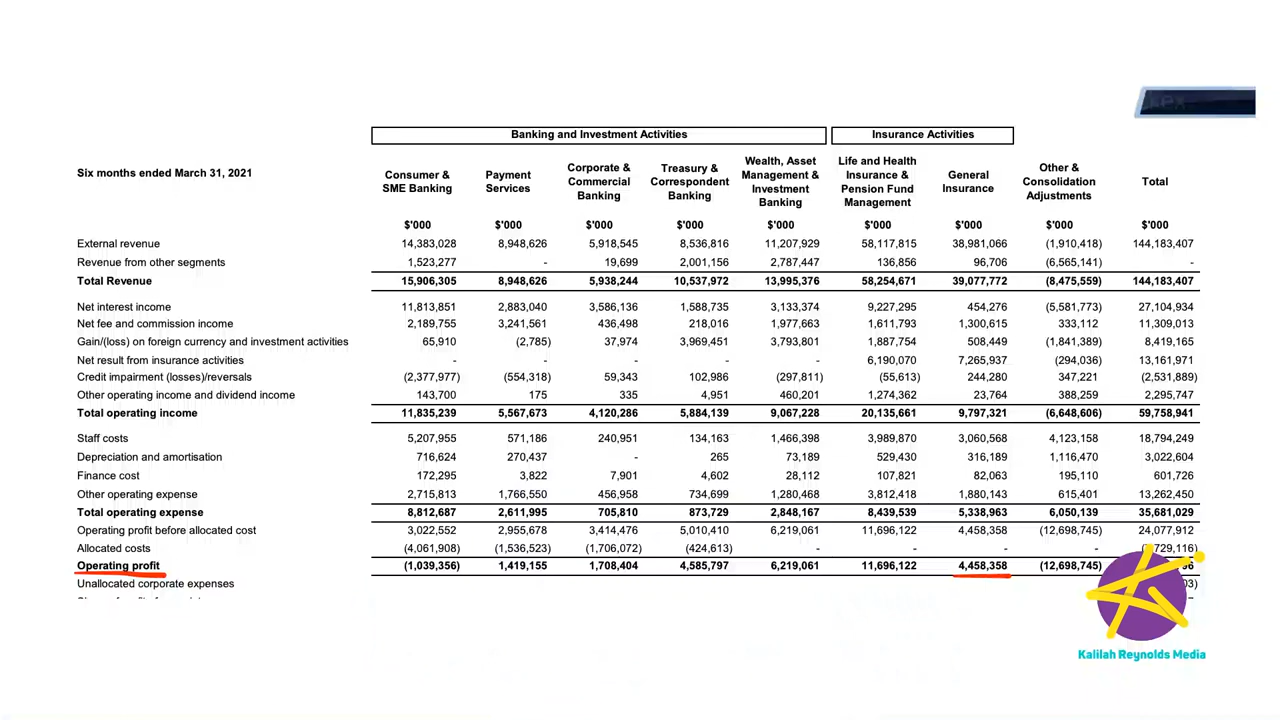 Banking and Investment Activities Insurance Activities
Six months ended March 31, 2021
Consumer & SME Banking Payment Services Corporate & Commercial Banking Treasury & Correspondent Banking Wealth, Asset Management & Investment Banking Life and Health Insurance & Pension Fund Management General Insurance Other & Consolidation Adjustments Total
$'000 $'000 $'000 $'000 $'000 $'000 $'000 $'000 $'000
External revenue 14,383,028 8,948,626 5,918,545 8,536,816 11,207,929 58,117,815 38,981,066 (1,910,418) 144,183,407
Revenue from other segments 1,523,277 - 19,699 2,001,156 2,787,447 136,856 96,706 (6,565,141) -
Total Revenue 15,906,305 8,948,626 5,938,244 10,537,972 13,995,376 58,254,671 39,077,772 (8,475,559) 144,183,407
Net interest income 11,813,851 2,883,040 3,586,136 1,588,735 3,133,374 9,227,295 454,276 (5,581,773) 27,104,934
Net fee and commission income 2,189,755 3,241,561 436,498 218,016 1,977,663 1,611,793 1,300,615 333,112 11,309,013
Gain/(loss) on foreign currency and investment activities 65,910 (2,785) 37,974 3,969,451 3,793,801 1,887,754 508,449 (1,841,389) 8,419,165
Net result from insurance activities - - - - - 6,190,070 7,265,937 (294,036) 13,161,971
Credit impairment (losses)/reversals (2,377,977) (554,318) 59,343 102,986 (297,811) (55,613) 244,280 347,221 (2,531,889)
Other operating income and dividend income 143,700 175 335 4,951 460,201 1,274,362 23,764 388,259 2,295,747
Total operating income 11,835,239 5,567,673 4,120,286 5,884,139 9,067,228 20,135,661 9,797,321 (6,648,606) 59,758,941
Staff costs 5,207,955 571,186 240,951 134,163 1,466,398 3,989,870 3,060,568 4,123,158 18,794,249
Depreciation and amortisation 716,624 270,437 - 265 73,189 529,430 316,189 1,116,470 3,022,604
Finance cost 172,295 3,822 7,901 4,602 28,112 107,821 82,063 195,110 601,726
Other operating expense 2,715,813 1,766,550 456,958 734,699 1,280,468 3,812,418 1,880,143 615,401 13,262,450
Total operating expense 8,812,687 2,611,995 705,810 873,729 2,848,167 8,439,539 5,338,963 6,050,139 35,681,029
Operating profit before allocated cost 3,022,552 2,955,678 3,414,476 5,010,410 6,219,061 11,696,122 4,458,358 (12,698,745) 24,077,912
Allocated costs (4,061,908) (1,536,523) (1,706,072) (424,613) - - - -
Operating profit (1,039,356) 1,419,155 1,708,404 4,585,797 6,219,061 11,696,122 4,458,358 (12,698,745)
Unallocated corporate expenses
Kalilah Reynolds Media